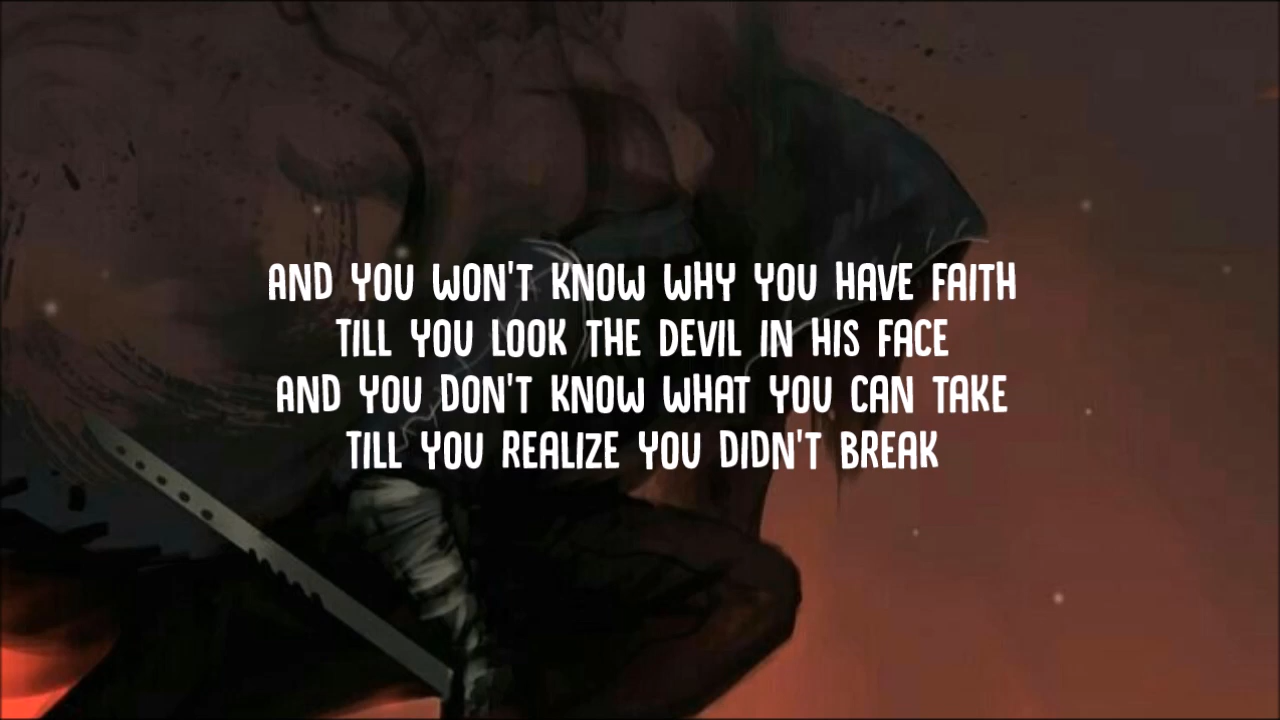 AND YOU WON'T KNOW WHY YOU HAVE FAITH
TILL YOU LOOK THE DEVIL IN HIS FACE
AND YOU DON'T KNOW WHAT YOU CAN TAKE
TILL YOU REALIZE YOU DIDN'T BREAK